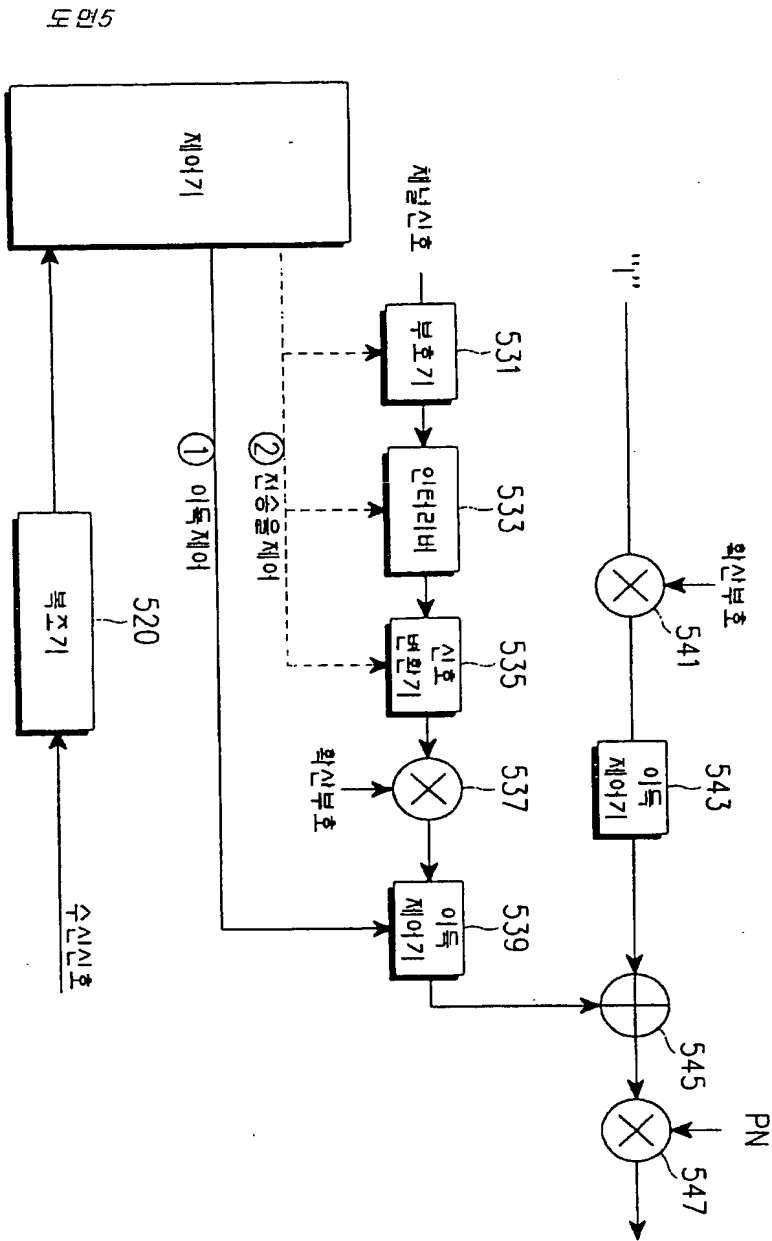 도면5
"1"
확산부호
541
이득
제어기
543
545
PN
547
채널신호
부호기
531
인터리버
533
신호
변환기
535
확산부호
537
이득
제어기
539
② 전송율제어
① 이득제어
제어기
복조기
520
수신신호